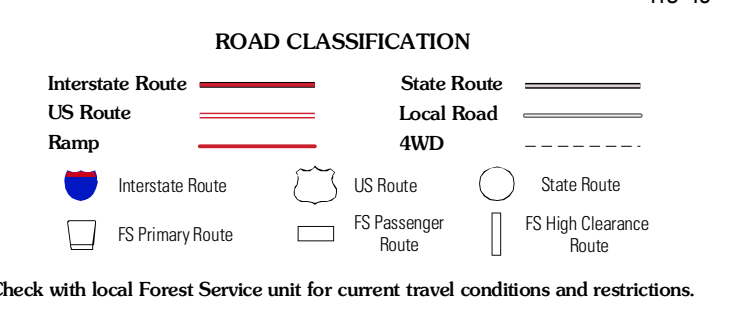 ROAD CLASSIFICATION
Interstate Route
State Route
US Route
Local Road
Ramp
4WD
Interstate Route
US Route
State Route
FS Primary Route
FS Passenger
Route
FS High Clearance
Route
Check with local Forest Service unit for current travel conditions and restrictions.